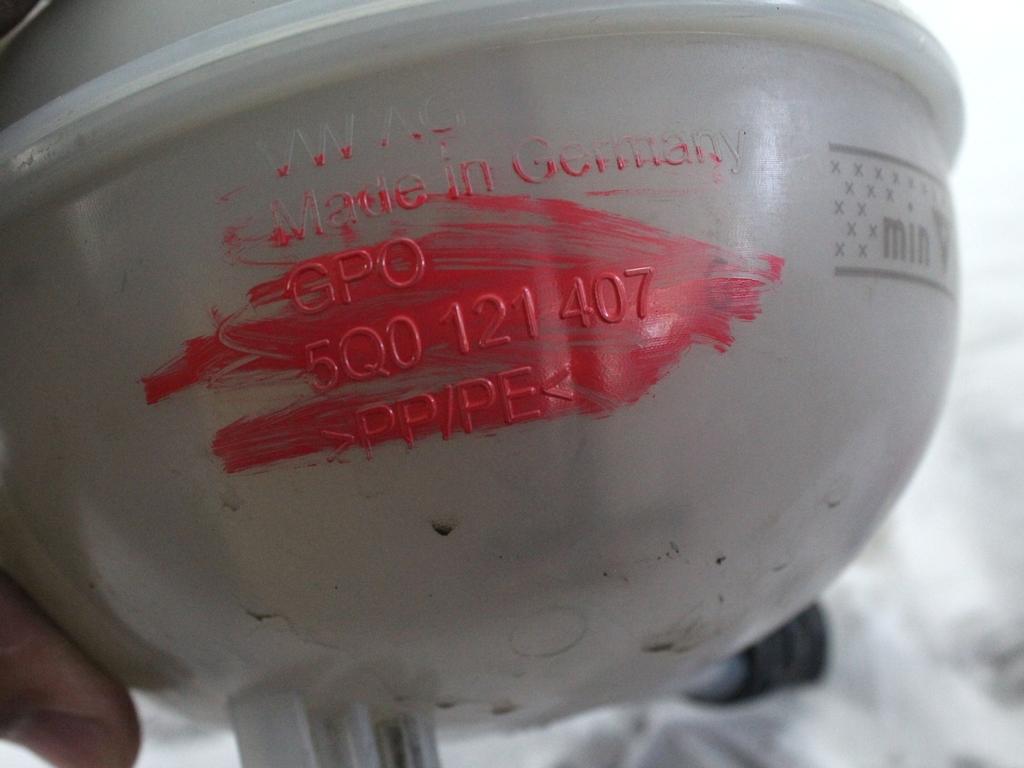 VW AG
Made in Germany
GPO
5Q0 121 407
>PP/PE<
min